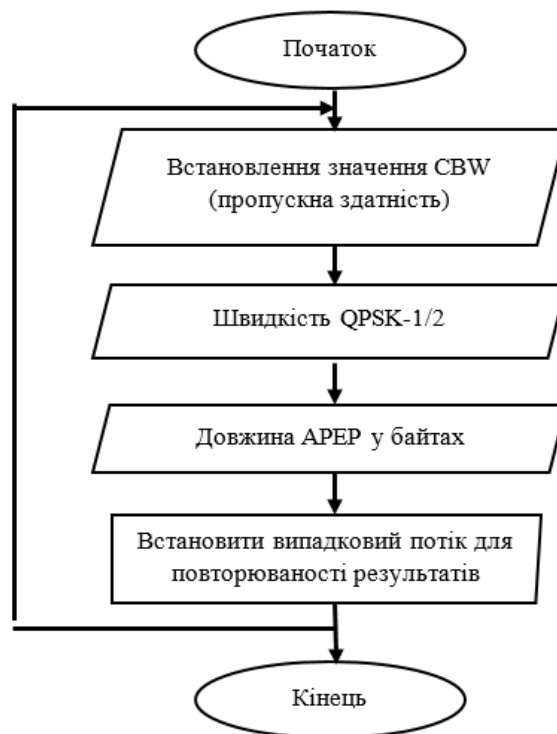 Початок
Встановлення значення CBW
(пропускна здатність)
Швидкість QPSK-1/2
Довжина APEP у байтах
Встановити випадковий потік для
повторюваності результатів
Кінець